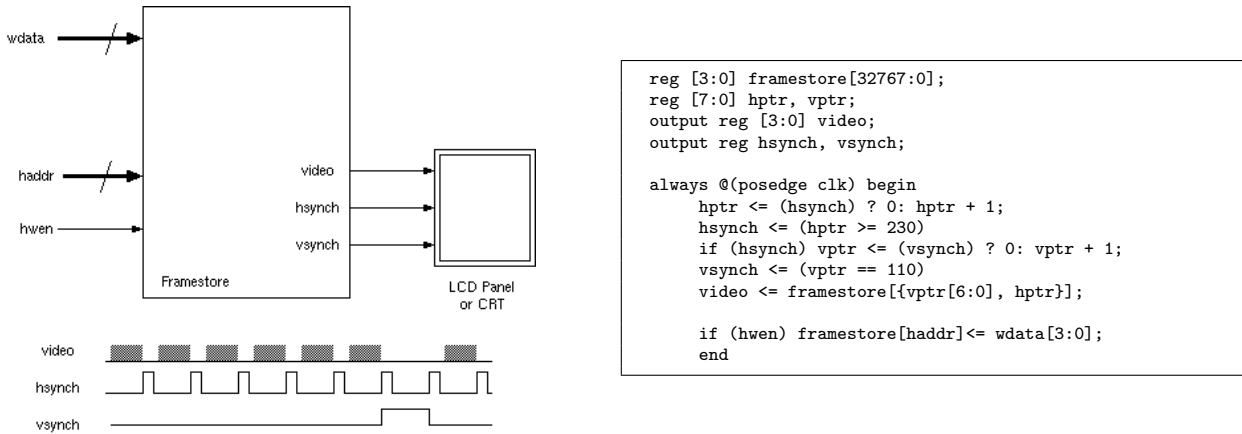 wdata
haddr
hwen
video
hsynch
vsynch
Framestore
LCD Panel
or CRT
video
hsynch
vsynch
reg [3:0] framestore[32767:0];
reg [7:0] hptr, vptr;
output reg [3:0] video;
output reg hsynch, vsynch;
always @(posedge clk) begin
hptr <= (hsynch) ? 0: hptr + 1;
hsynch <= (hptr >= 230)
if (hsynch) vptr <= (vsynch) ? 0: vptr + 1;
vsynch <= (vptr == 110)
video <= framestore[{vptr[6:0], hptr}];
if (hwen) framestore[haddr]<= wdata[3:0];
end